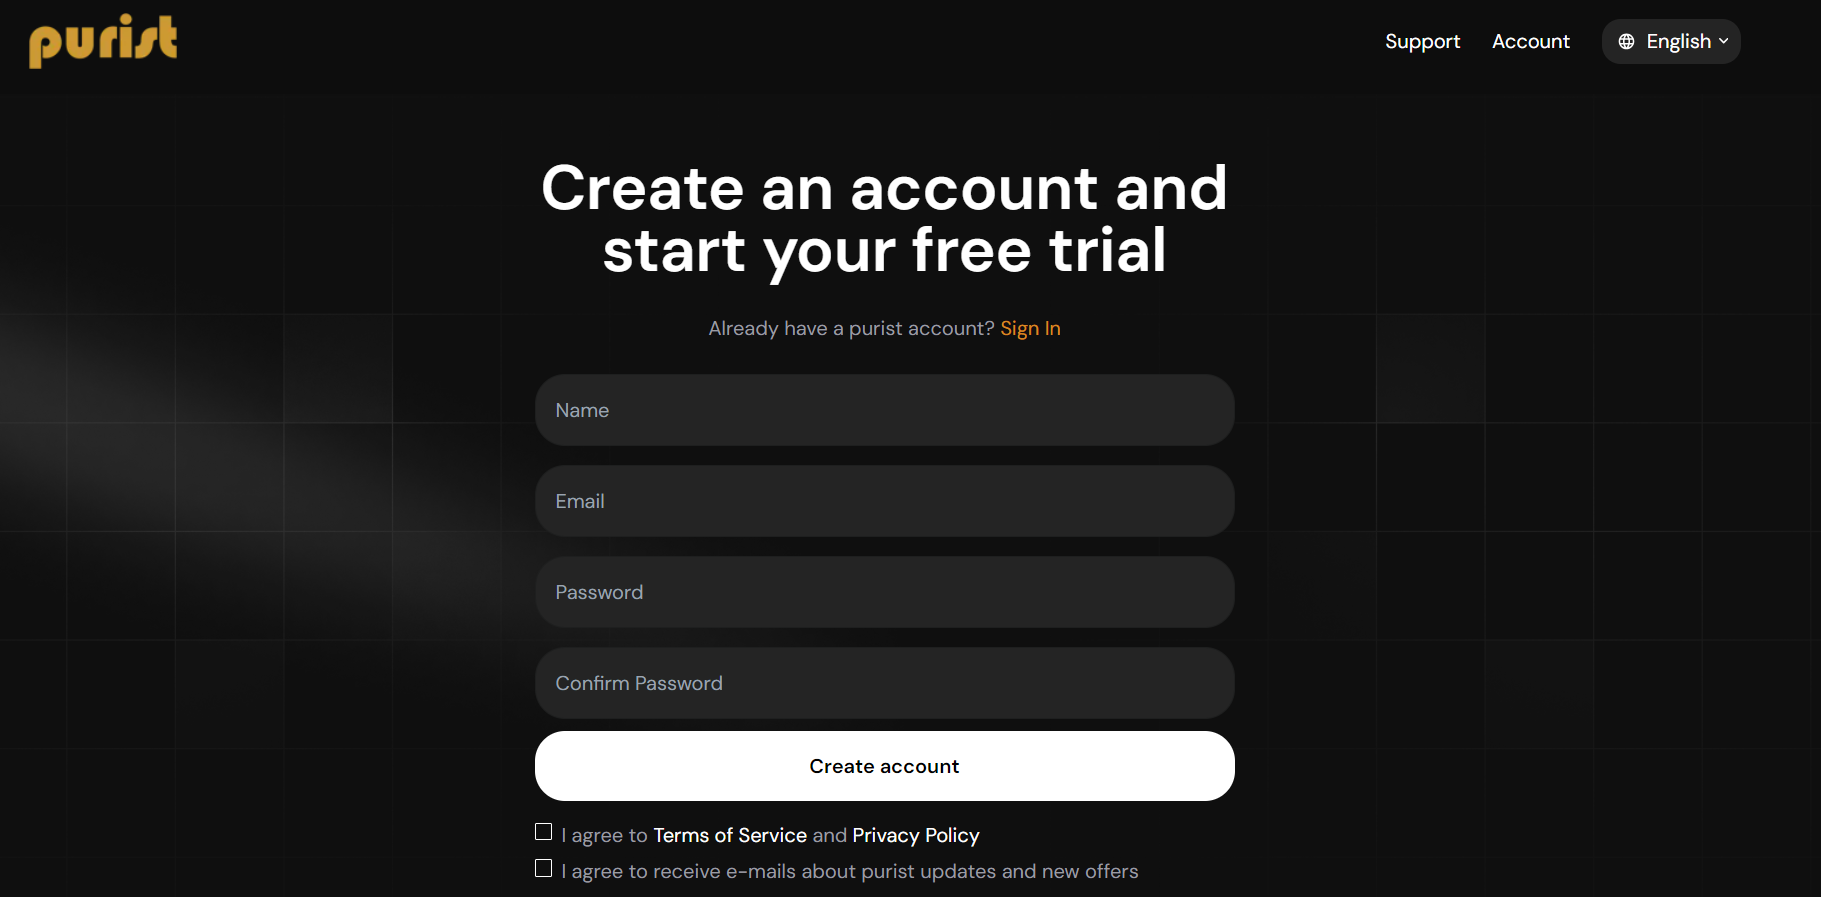 purist
Support
Account
English
Create an account and
start your free trial
Already have a purist account? Sign In
Name
Email
Password
Confirm Password
Create account
I agree to Terms of Service and Privacy Policy
I agree to receive e-mails about purist updates and new offers